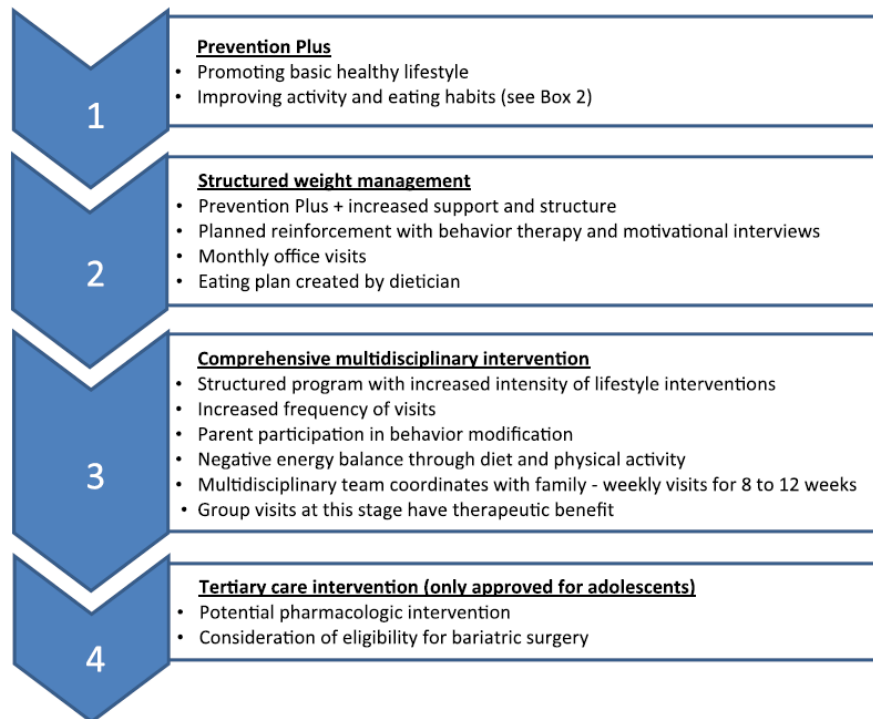 1
Prevention Plus
• Promoting basic healthy lifestyle
• Improving activity and eating habits (see Box 2)
2
Structured weight management
• Prevention Plus + increased support and structure
• Planned reinforcement with behavior therapy and motivational interviews
• Monthly office visits
• Eating plan created by dietician
3
Comprehensive multidisciplinary intervention
• Structured program with increased intensity of lifestyle interventions
• Increased frequency of visits
• Parent participation in behavior modification
• Negative energy balance through diet and physical activity
• Multidisciplinary team coordinates with family - weekly visits for 8 to 12 weeks
• Group visits at this stage have therapeutic benefit
4
Tertiary care intervention (only approved for adolescents)
• Potential pharmacologic intervention
• Consideration of eligibility for bariatric surgery